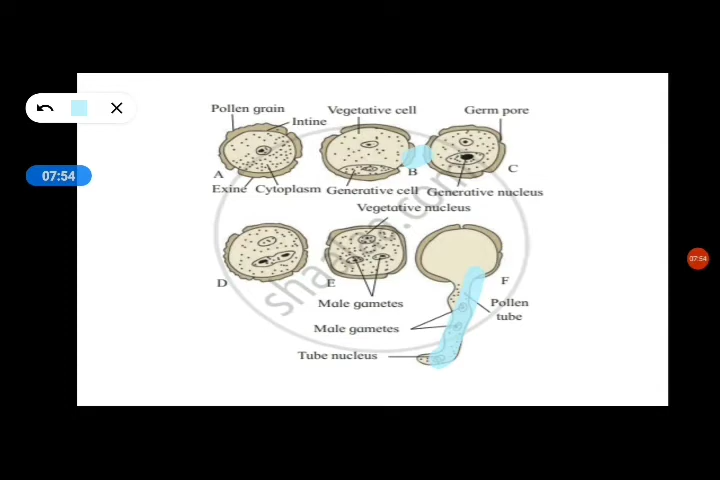 Pollen grain
Vegetative cell
Germ pore
Intine
A
B
C
Exine
Cytoplasm
Generative cell
Generative nucleus
07:54
Vegetative nucleus
07:54
D
E
F
Male gametes
Pollen
tube
Male gametes
Tube nucleus